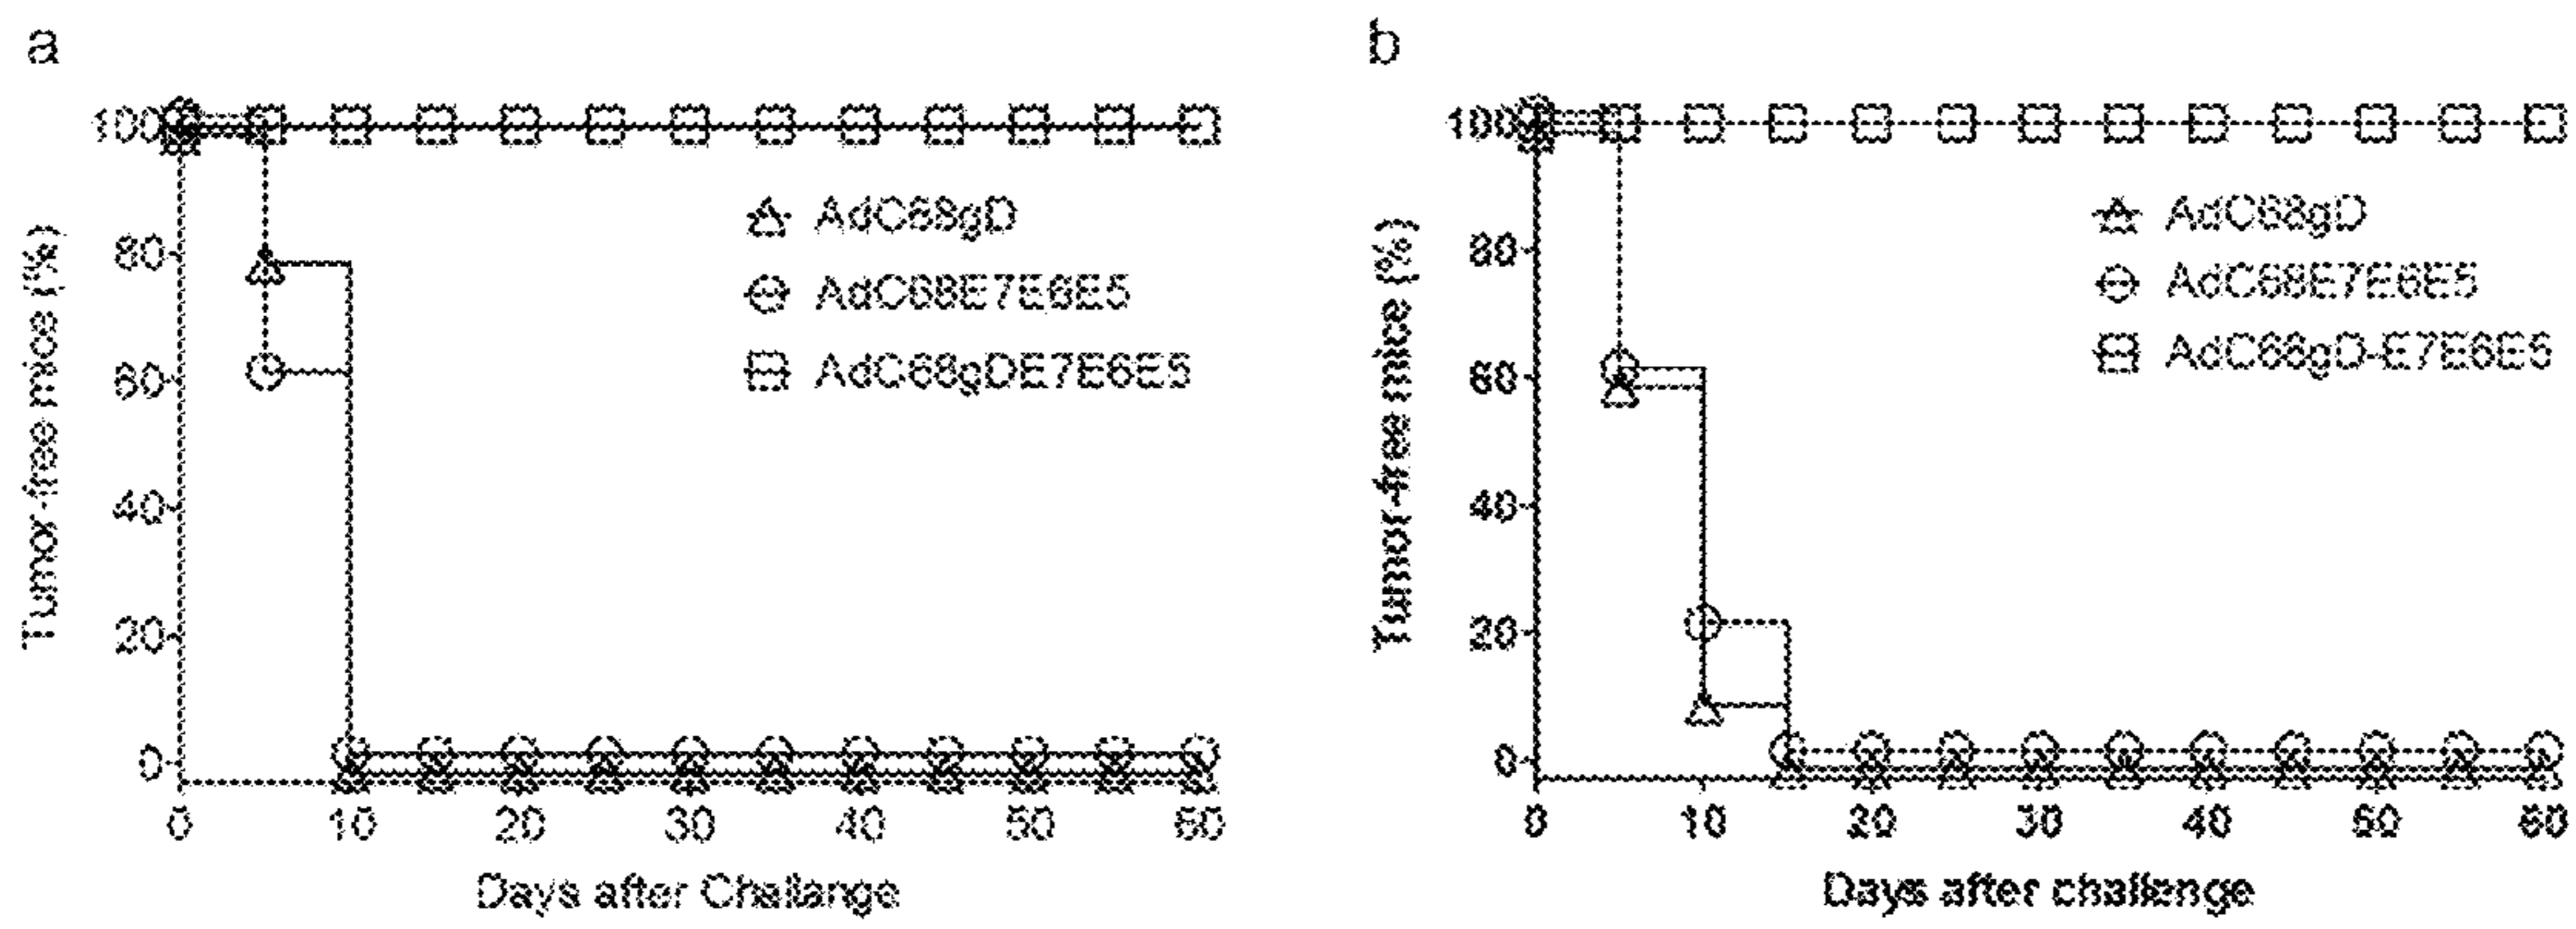 a
100
80
60
40
20
0
Tumor-free mice (%)
AdC68gD
AdC68E7E6E5
AdC68gDE7E6E5
0 10 20 30 40 50 60
Days after Challange
b
100
80
60
40
20
0
Tumor-free mice (%)
AdC68gD
AdC68E7E6E5
AdC68gD-E7E6E5
0 10 20 30 40 50 60
Days after challenge